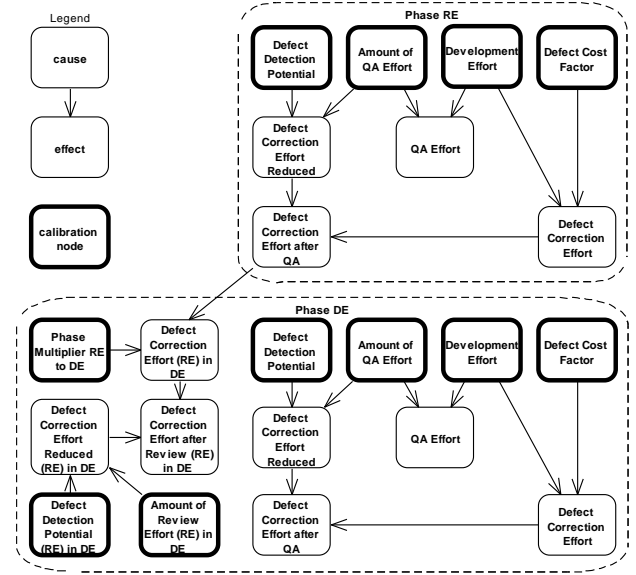 Legend
cause
effect
calibration
node
Phase RE
Defect
Detection
Potential
Amount of
QA Effort
Development
Effort
Defect Cost
Factor
Defect
Correction
Effort
Reduced
QA Effort
Defect
Correction
Effort after
QA
Defect
Correction
Effort
Phase DE
Phase
Multiplier RE
to DE
Defect
Correction
Effort (RE) in
DE
Defect
Detection
Potential
Amount of
QA Effort
Development
Effort
Defect Cost
Factor
Defect
Correction
Effort
Reduced
(RE) in DE
Defect
Correction
Effort after
Review (RE)
in DE
Defect
Correction
Effort
Reduced
QA Effort
Defect
Detection
Potential
(RE) in DE
Amount of
Review
Effort (RE) in
DE
Defect
Correction
Effort after
QA
Defect
Correction
Effort